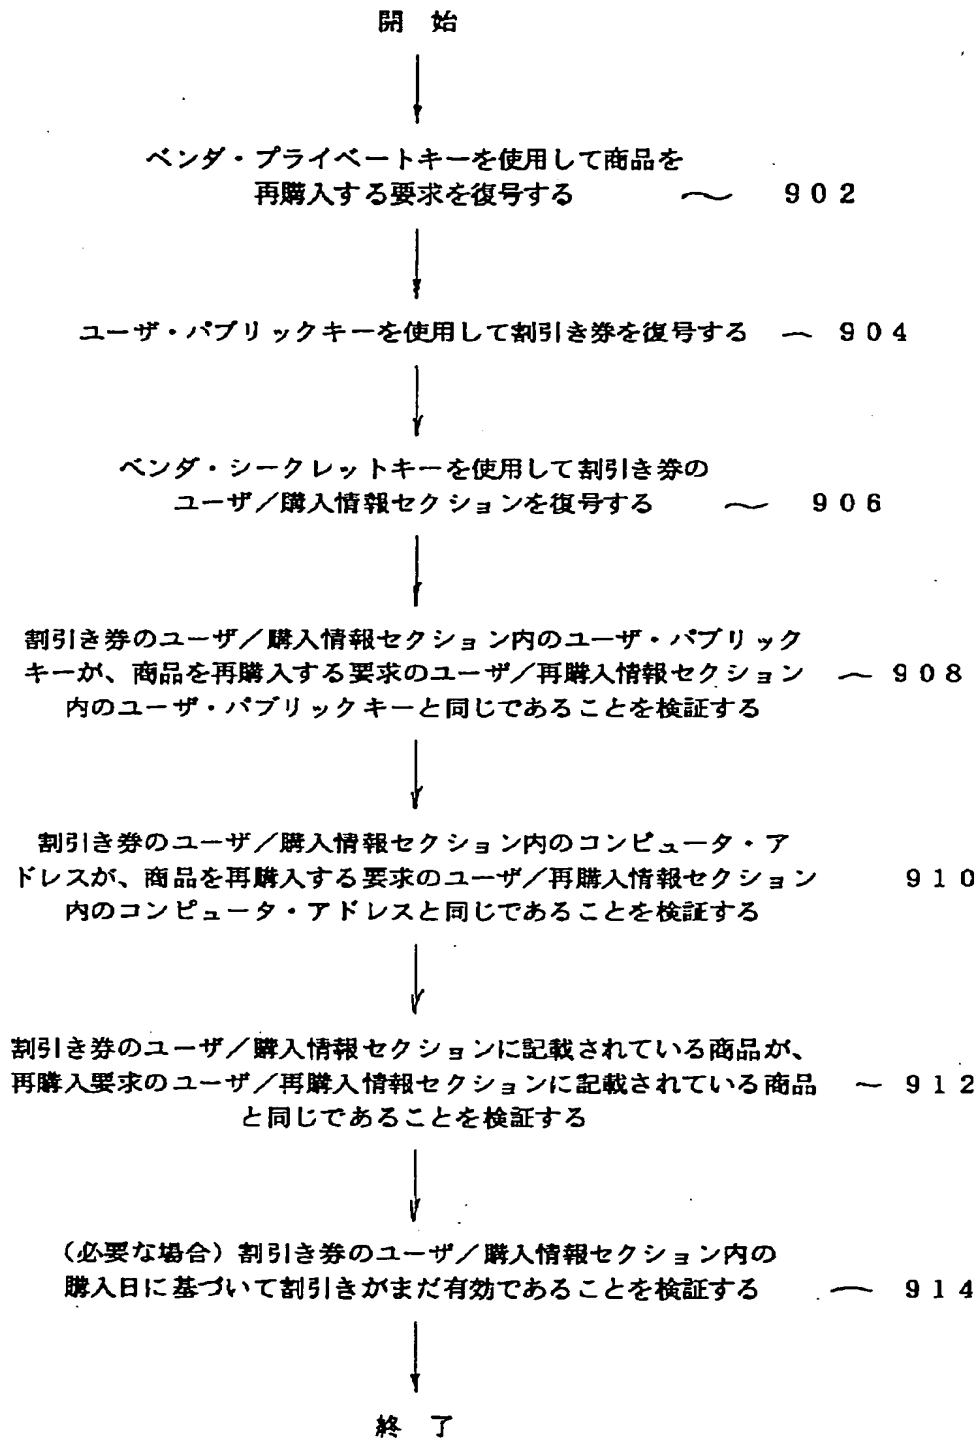 開 始
ベンダ・プライベートキーを使用して商品を
再購入する要求を復号する 〜 902
ユーザ・パブリックキーを使用して割引き券を復号する 〜 904
ベンダ・シークレットキーを使用して割引き券の
ユーザ/購入情報セクションを復号する 〜 906
割引き券のユーザ/購入情報セクション内のユーザ・パブリック
キーが、商品を再購入する要求のユーザ/再購入情報セクション 〜 908
内のユーザ・パブリックキーと同じであることを検証する
割引き券のユーザ/購入情報セクション内のコンピュータ・ア
ドレスが、商品を再購入する要求のユーザ/再購入情報セクション 910
内のコンピュータ・アドレスと同じであることを検証する
割引き券のユーザ/購入情報セクションに記載されている商品が、
再購入要求のユーザ/再購入情報セクションに記載されている商品 〜 912
と同じであることを検証する
(必要な場合)割引き券のユーザ/購入情報セクション内の
購入日に基づいて割引きがまだ有効であることを検証する 〜 914
終 了